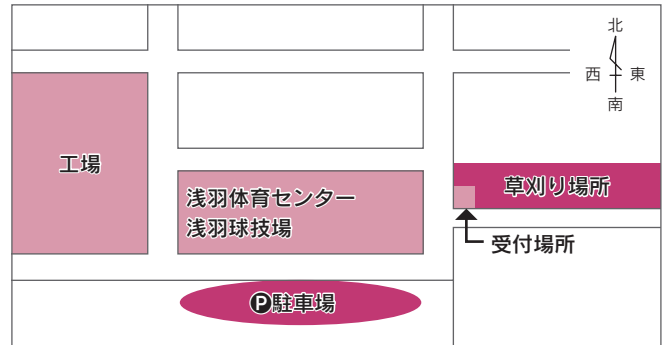 北
西 東
南
工場
浅羽体育センター
浅羽球技場
草刈り場所
受付場所
P駐車場